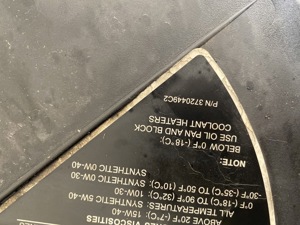 VISCOSITIES
ABOVE 20°F (-7°C): 15W-40
ALL TEMPERATURES: SYNTHETIC 5W-40
0°F (-18°C) TO 90°F (32°C): 10W-30
-30°F (-35°C) TO 50°F (10°C): SYNTHETIC 0W-30
SYNTHETIC 0W-40
NOTE:
BELOW 0°F (-18°C):
USE OIL PAN AND BLOCK
COOLANT HEATERS
P/N 3720449C2